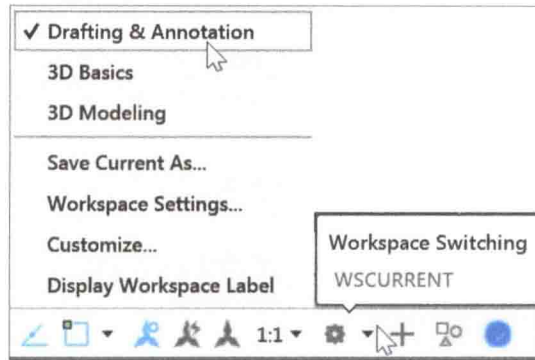 ✓ Drafting & Annotation
3D Basics
3D Modeling
Save Current As...
Workspace Settings...
Customize...
Display Workspace Label
Workspace Switching
WSCURRENT
1:1